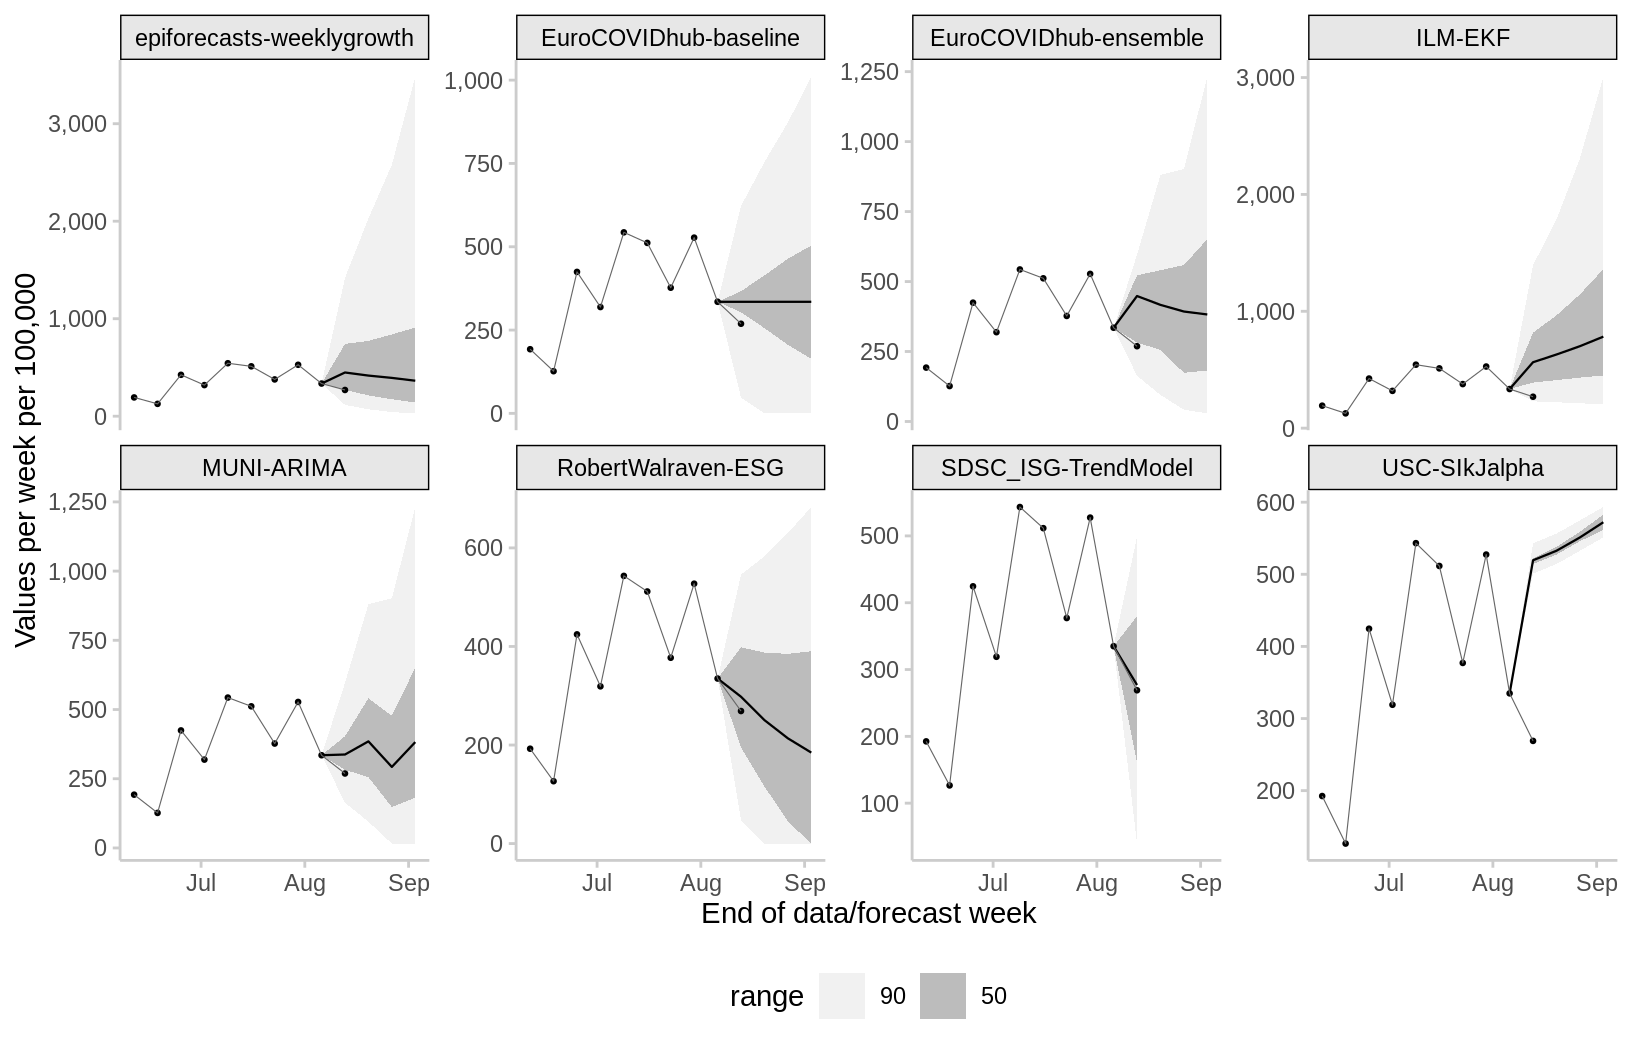 epiforecasts-weeklygrowth
EuroCOVIDhub-baseline
EuroCOVIDhub-ensemble
ILM-EKF
3,000
2,000
1,000
0
1,000
750
500
250
0
1,250
1,000
750
500
250
0
3,000
2,000
1,000
0
Values per week per 100,000
MUNI-ARIMA
RobertWalraven-ESG
SDSC_ISG-TrendModel
USC-SIkJalpha
1,250
1,000
750
500
250
0
600
400
200
0
500
400
300
200
100
600
500
400
300
200
Jul Aug Sep
Jul Aug Sep
Jul Aug Sep
Jul Aug Sep
End of data/forecast week
range 90 50